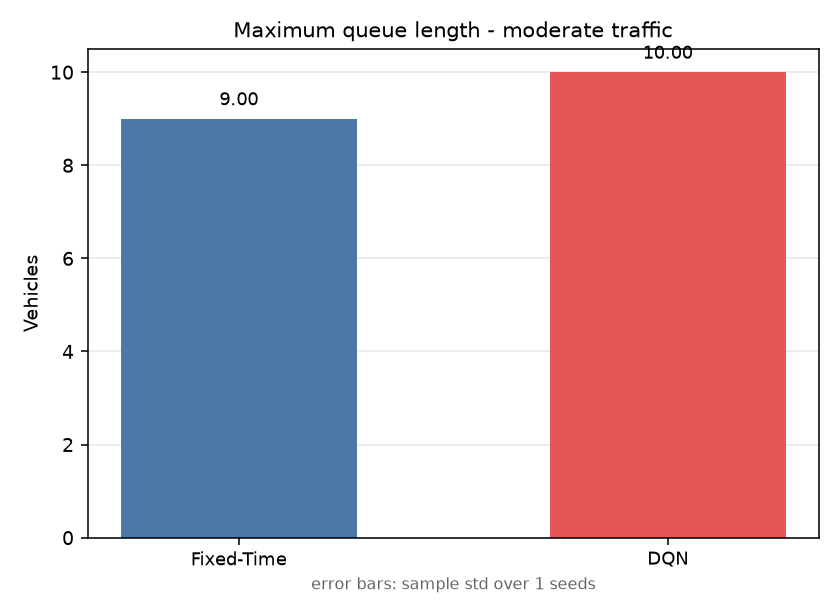 Maximum queue length - moderate traffic
10.00
9.00
10
8
6
4
2
0
Vehicles
Fixed-Time
DQN
error bars: sample std over 1 seeds